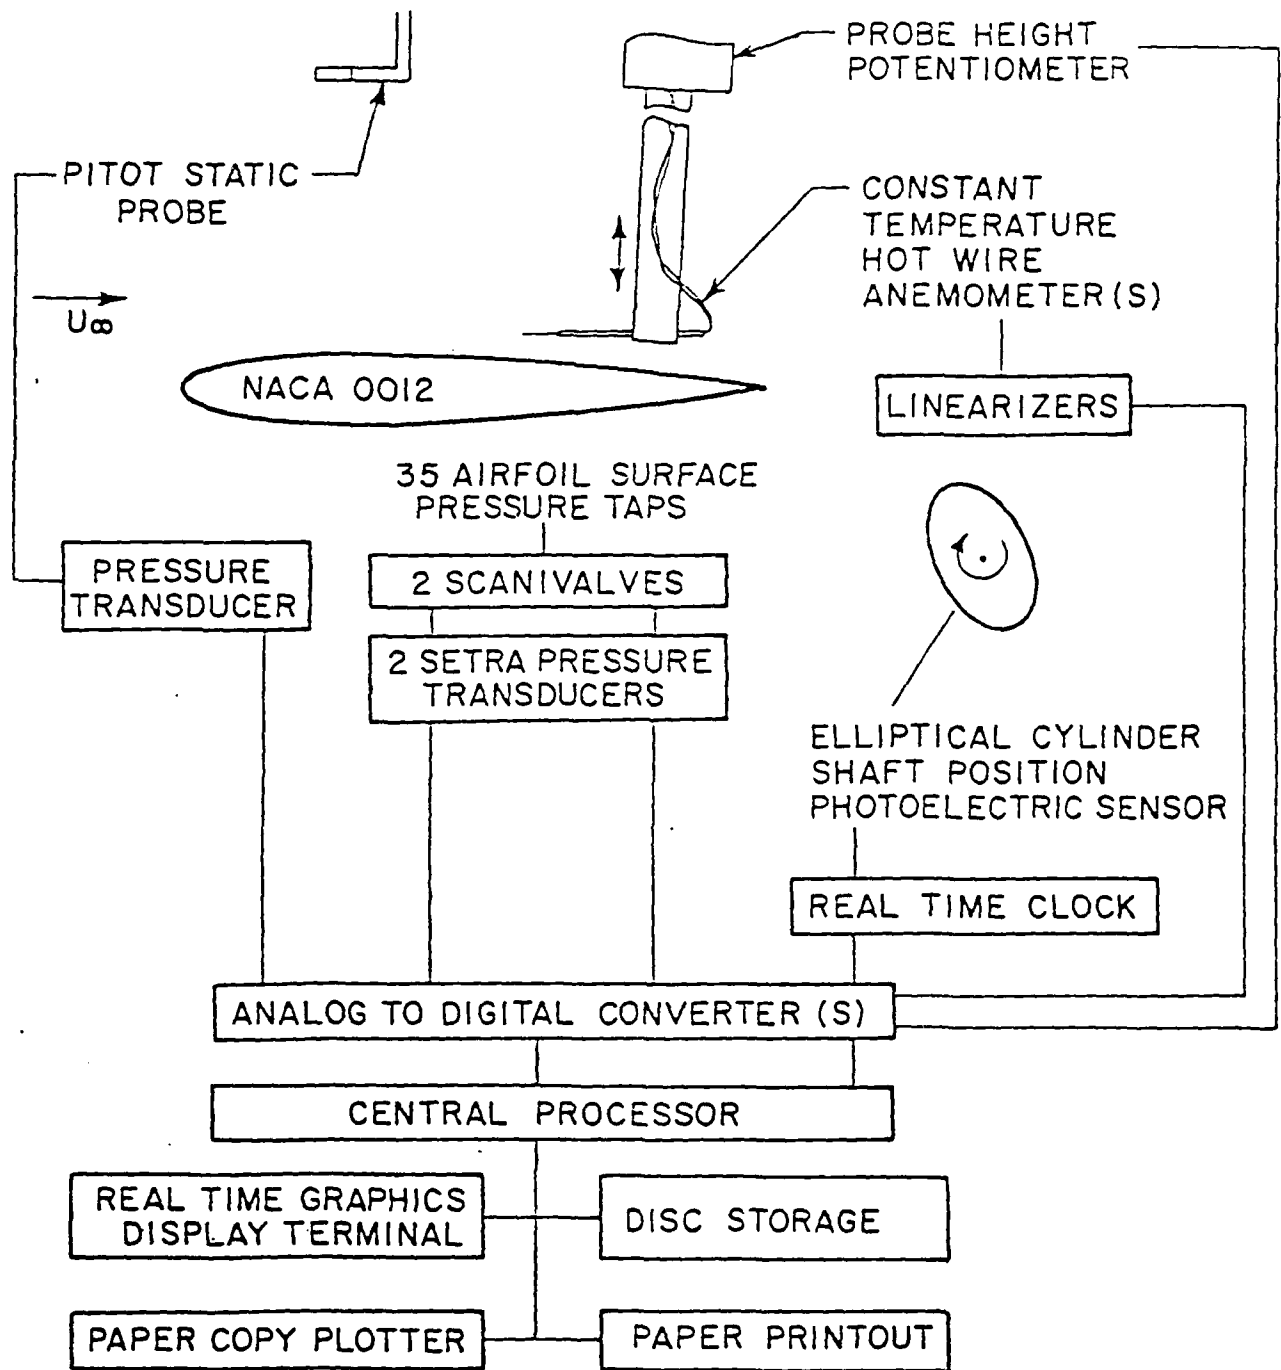 PROBE HEIGHT
POTENTIOMETER
PITOT STATIC
PROBE
CONSTANT
TEMPERATURE
HOT WIRE
ANEMOMETER(S)
U∞
NACA 0012
LINEARIZERS
35 AIRFOIL SURFACE
PRESSURE TAPS
PRESSURE
TRANSDUCER
2 SCANIVALVES
2 SETRA PRESSURE
TRANSDUCERS
ELLIPTICAL CYLINDER
SHAFT POSITION
PHOTOELECTRIC SENSOR
REAL TIME CLOCK
ANALOG TO DIGITAL CONVERTER (S)
CENTRAL PROCESSOR
REAL TIME GRAPHICS
DISPLAY TERMINAL
DISC STORAGE
PAPER COPY PLOTTER
PAPER PRINTOUT